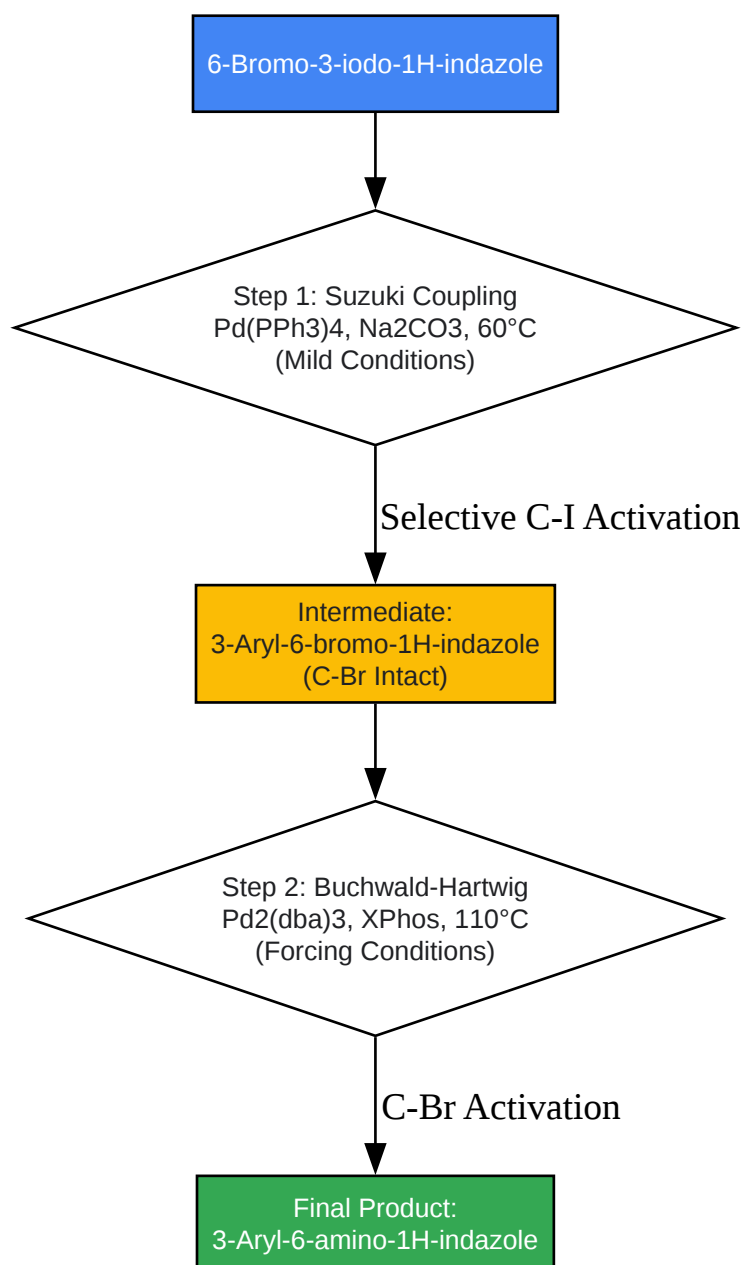 6-Bromo-3-iodo-1H-indazole
Step 1: Suzuki Coupling
Pd(PPh3)4, Na2CO3, 60°C
(Mild Conditions)
Selective C-I Activation
Intermediate:
3-Aryl-6-bromo-1H-indazole
(C-Br Intact)
Step 2: Buchwald-Hartwig
Pd2(dba)3, XPhos, 110°C
(Forcing Conditions)
C-Br Activation
Final Product:
3-Aryl-6-amino-1H-indazole